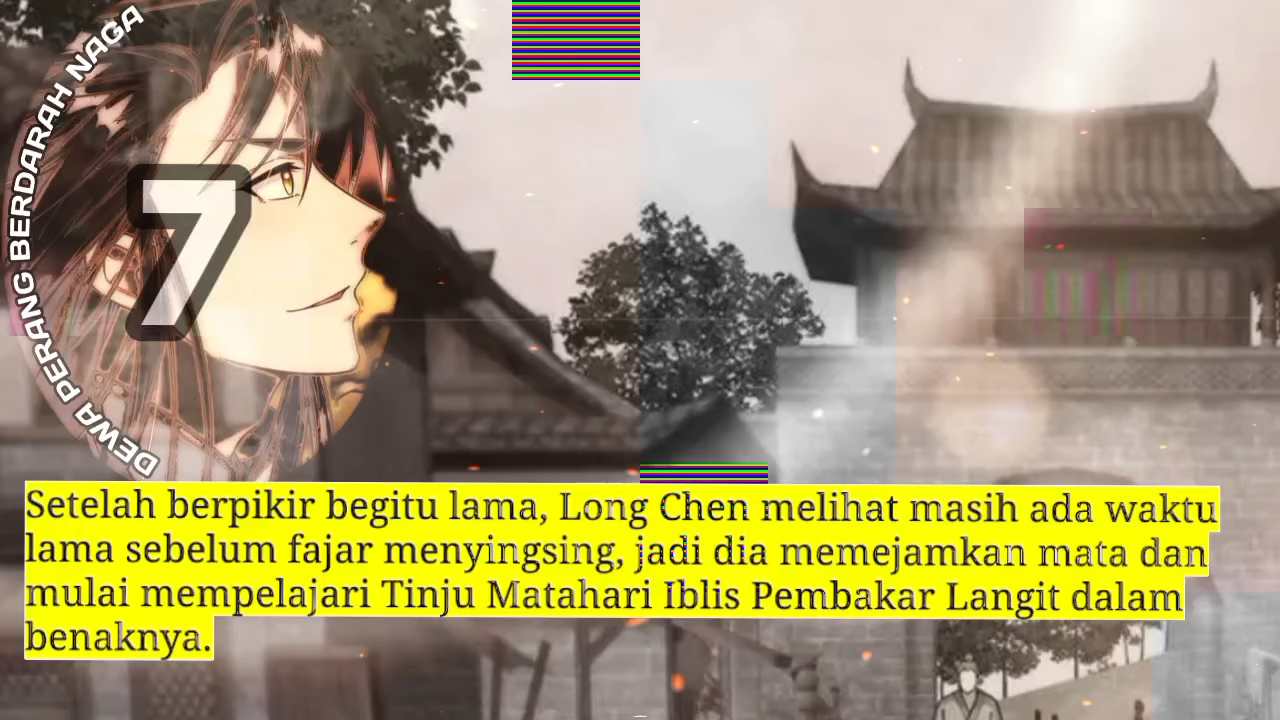 DEWA PERANG BERDARAH NAGA
7
Setelah berpikir begitu lama, Long Chen melihat masih ada waktu
lama sebelum fajar menyingsing, jadi dia memejamkan mata dan
mulai mempelajari Tinju Matahari Iblis Pembakar Langit dalam
benaknya.